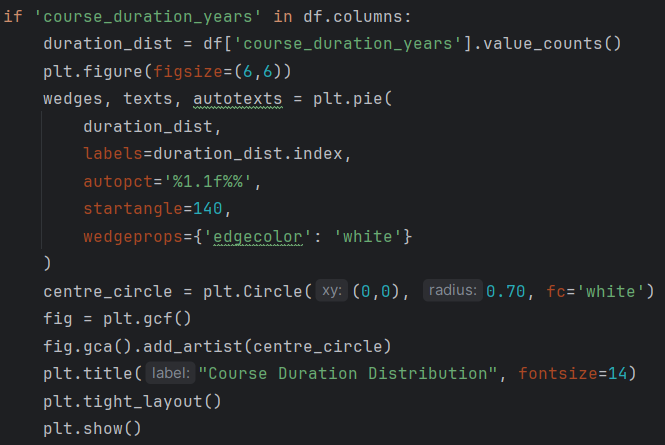 if 'course_duration_years' in df.columns:
    duration_dist = df['course_duration_years'].value_counts()
    plt.figure(figsize=(6,6))
    wedges, texts, autotexts = plt.pie(
        duration_dist,
        labels=duration_dist.index,
        autopct='%1.1f%%',
        startangle=140,
        wedgeprops={'edgecolor': 'white'}
    )
    centre_circle = plt.Circle( xy: (0,0), radius: 0.70, fc='white')
    fig = plt.gcf()
    fig.gca().add_artist(centre_circle)
    plt.title( label: "Course Duration Distribution", fontsize=14)
    plt.tight_layout()
    plt.show()